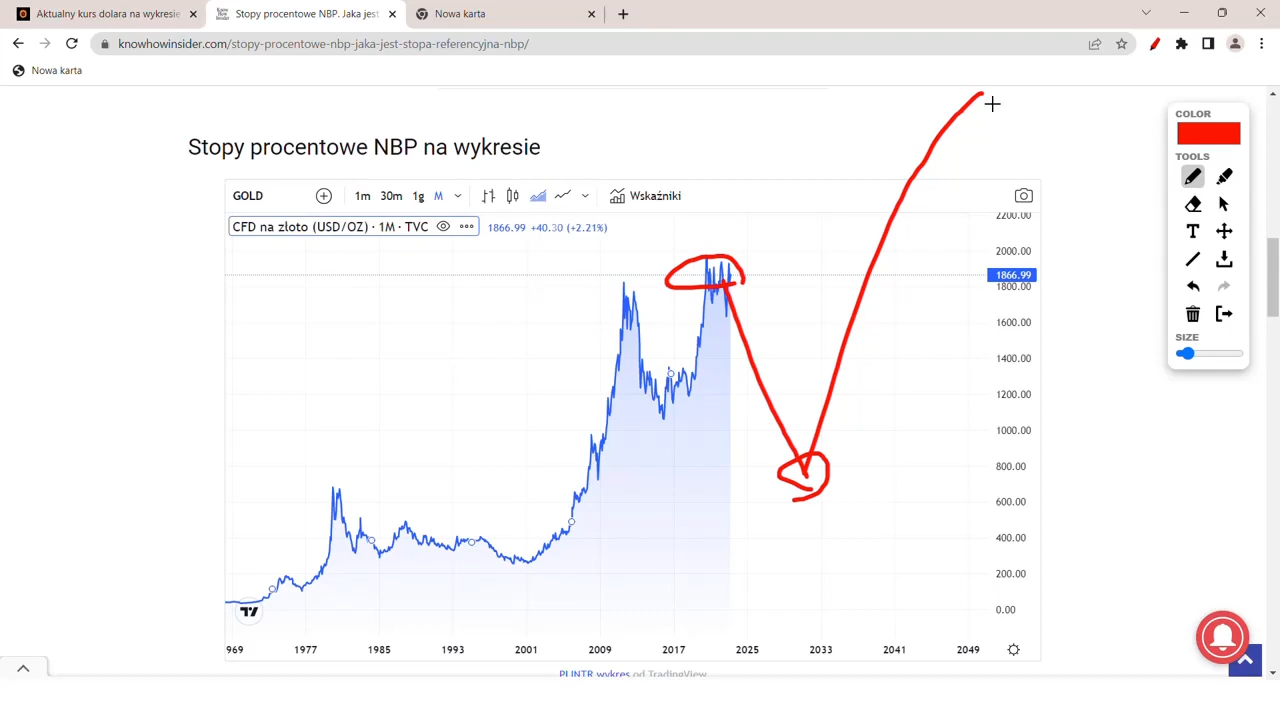 Aktualny kurs dolara na wykresie
Stopy procentowe NBP. Jaka jest
Nowa karta
knowhowinsider.com/stopy-procentowe-nbp-jaka-jest-stopa-referencyjna-nbp/
Nowa karta
Stopy procentowe NBP na wykresie
GOLD 1m 30m 1g M Wskaźniki
CFD na zloto (USD/OZ) · 1M · TVC 1866.99 +40.30 (+2.21%)
2200.00
2000.00
1866.99
1800.00
1600.00
1400.00
1200.00
1000.00
800.00
600.00
400.00
200.00
0.00
969 1977 1985 1993 2001 2009 2017 2025 2033 2041 2049
PLNTR wykres od TradingView
COLOR
TOOLS
SIZE